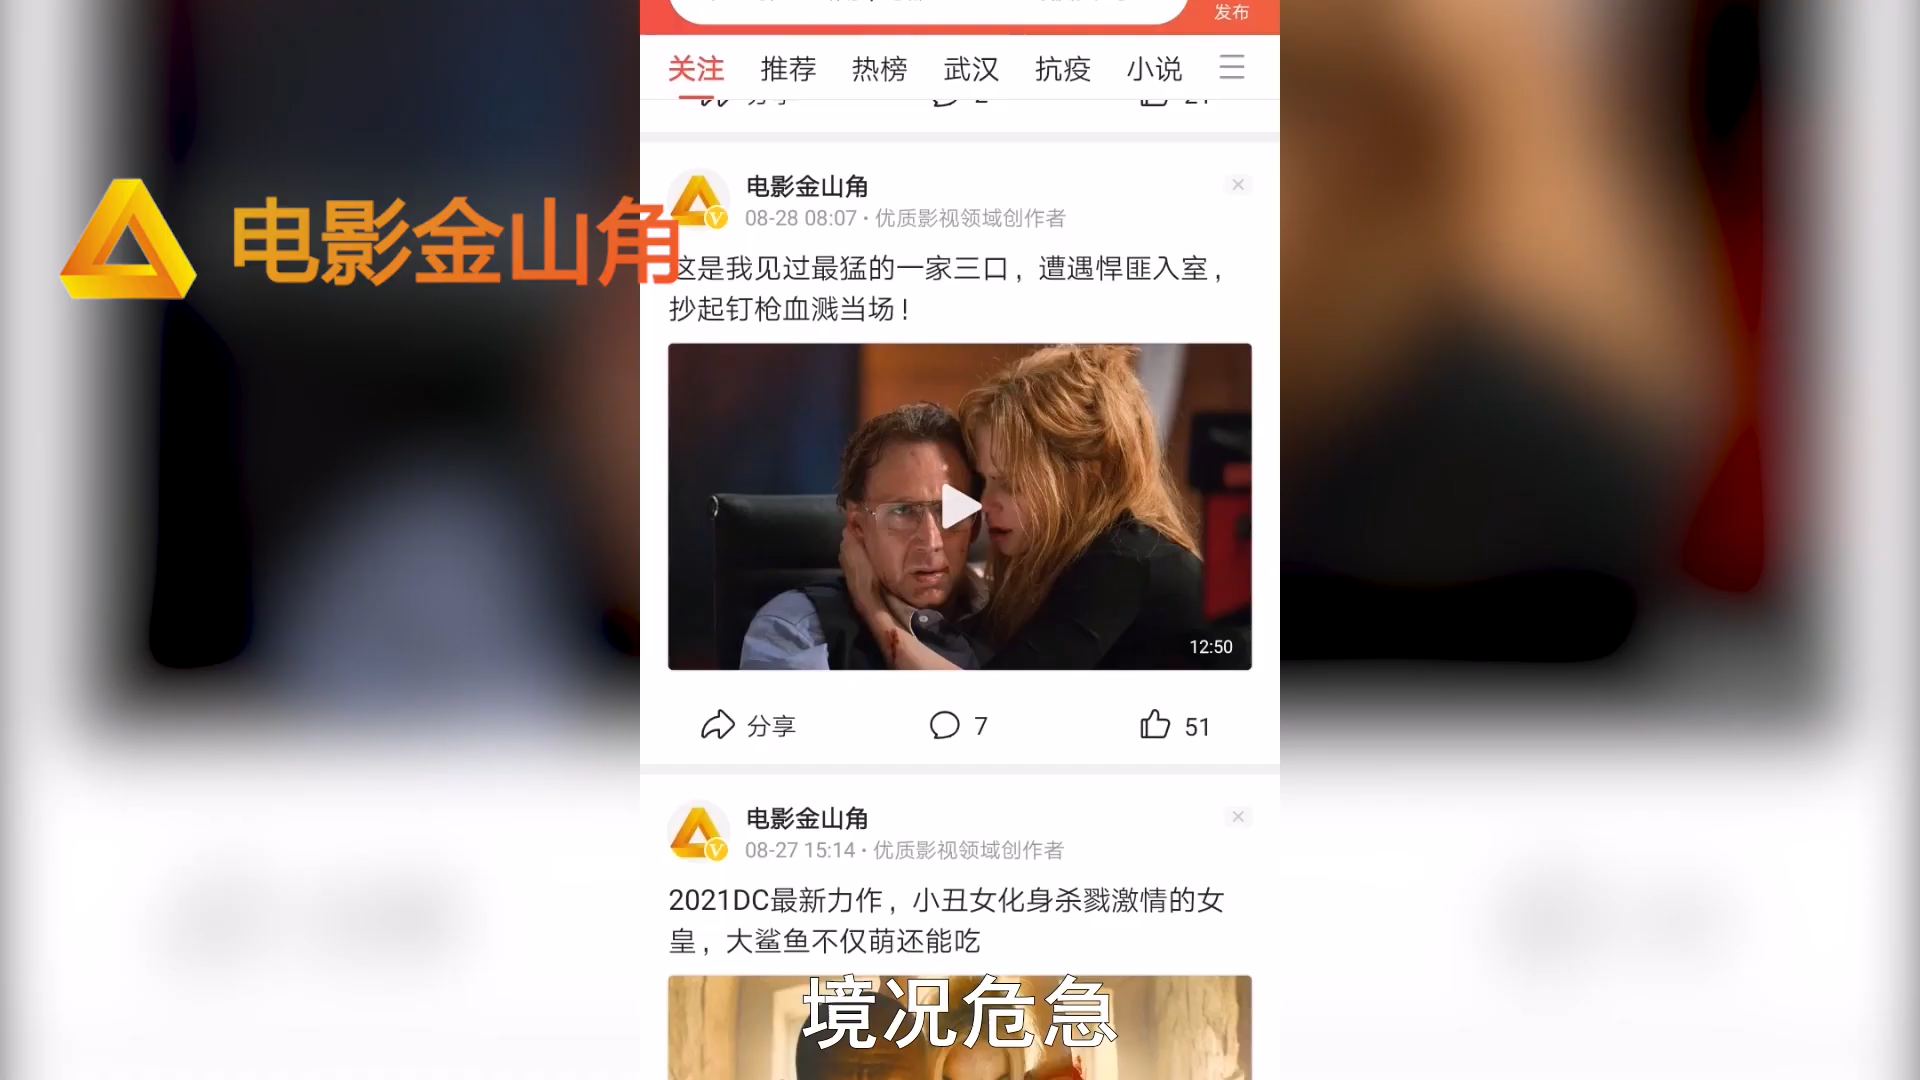 发布
关注 推荐 热榜 武汉 抗疫 小说
电影金山角
08-28 08:07 · 优质影视领域创作者
电影金山角
这是我见过最猛的一家三口，遭遇悍匪入室，
抄起钉枪血溅当场！
12:50
分享 7 51
电影金山角
08-27 15:14 · 优质影视领域创作者
2021DC最新力作，小丑女化身杀戮激情的女
皇，大鲨鱼不仅萌还能吃
境况危急